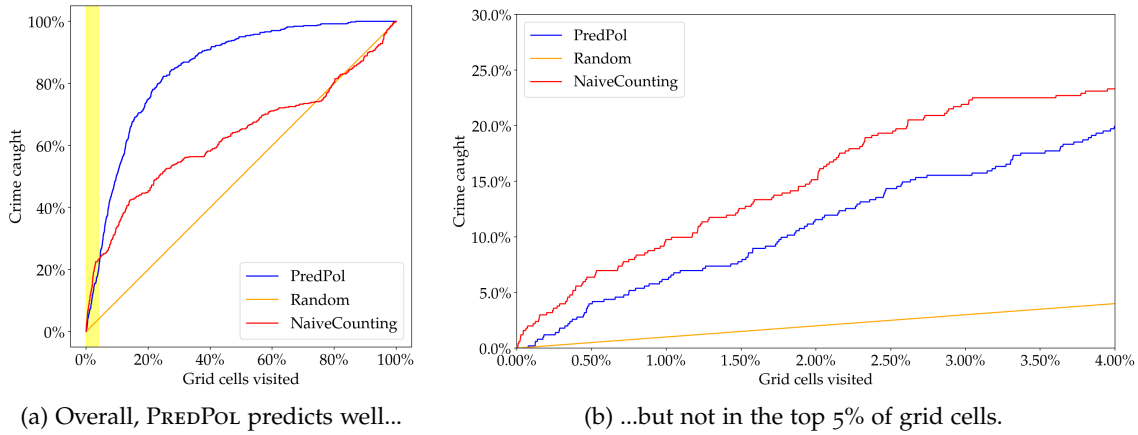 100%
80%
60%
40%
20%
0%
Crime caught
PredPol
Random
NaiveCounting
0% 20% 40% 60% 80% 100%
Grid cells visited
(a) Overall, PREDPOL predicts well...
30.0%
25.0%
20.0%
15.0%
10.0%
5.0%
0.0%
Crime caught
PredPol
Random
NaiveCounting
0.00% 0.50% 1.00% 1.50% 2.00% 2.50% 3.00% 3.50% 4.00%
Grid cells visited
(b) ...but not in the top 5% of grid cells.